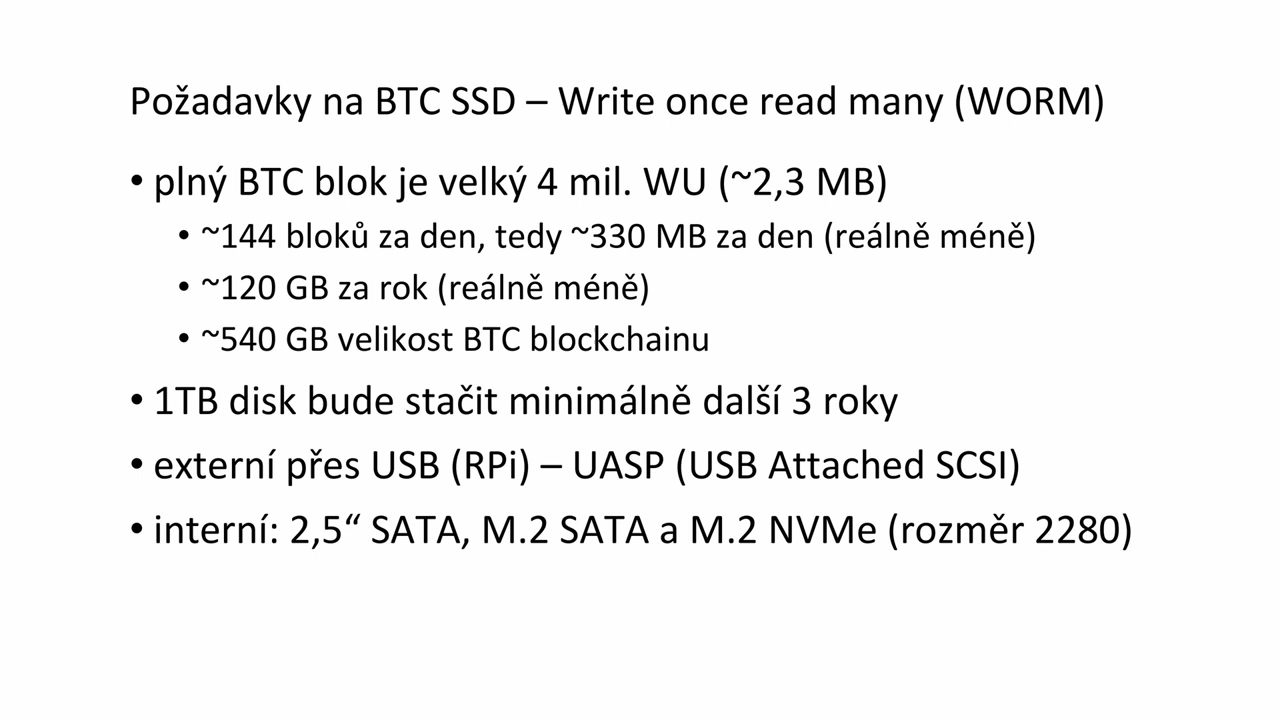 Požadavky na BTC SSD – Write once read many (WORM)
• plný BTC blok je velký 4 mil. WU (~2,3 MB)
• ~144 bloků za den, tedy ~330 MB za den (reálně méně)
• ~120 GB za rok (reálně méně)
• ~540 GB velikost BTC blockchainu
• 1TB disk bude stačit minimálně další 3 roky
• externí přes USB (RPi) – UASP (USB Attached SCSI)
• interní: 2,5“ SATA, M.2 SATA a M.2 NVMe (rozměr 2280)